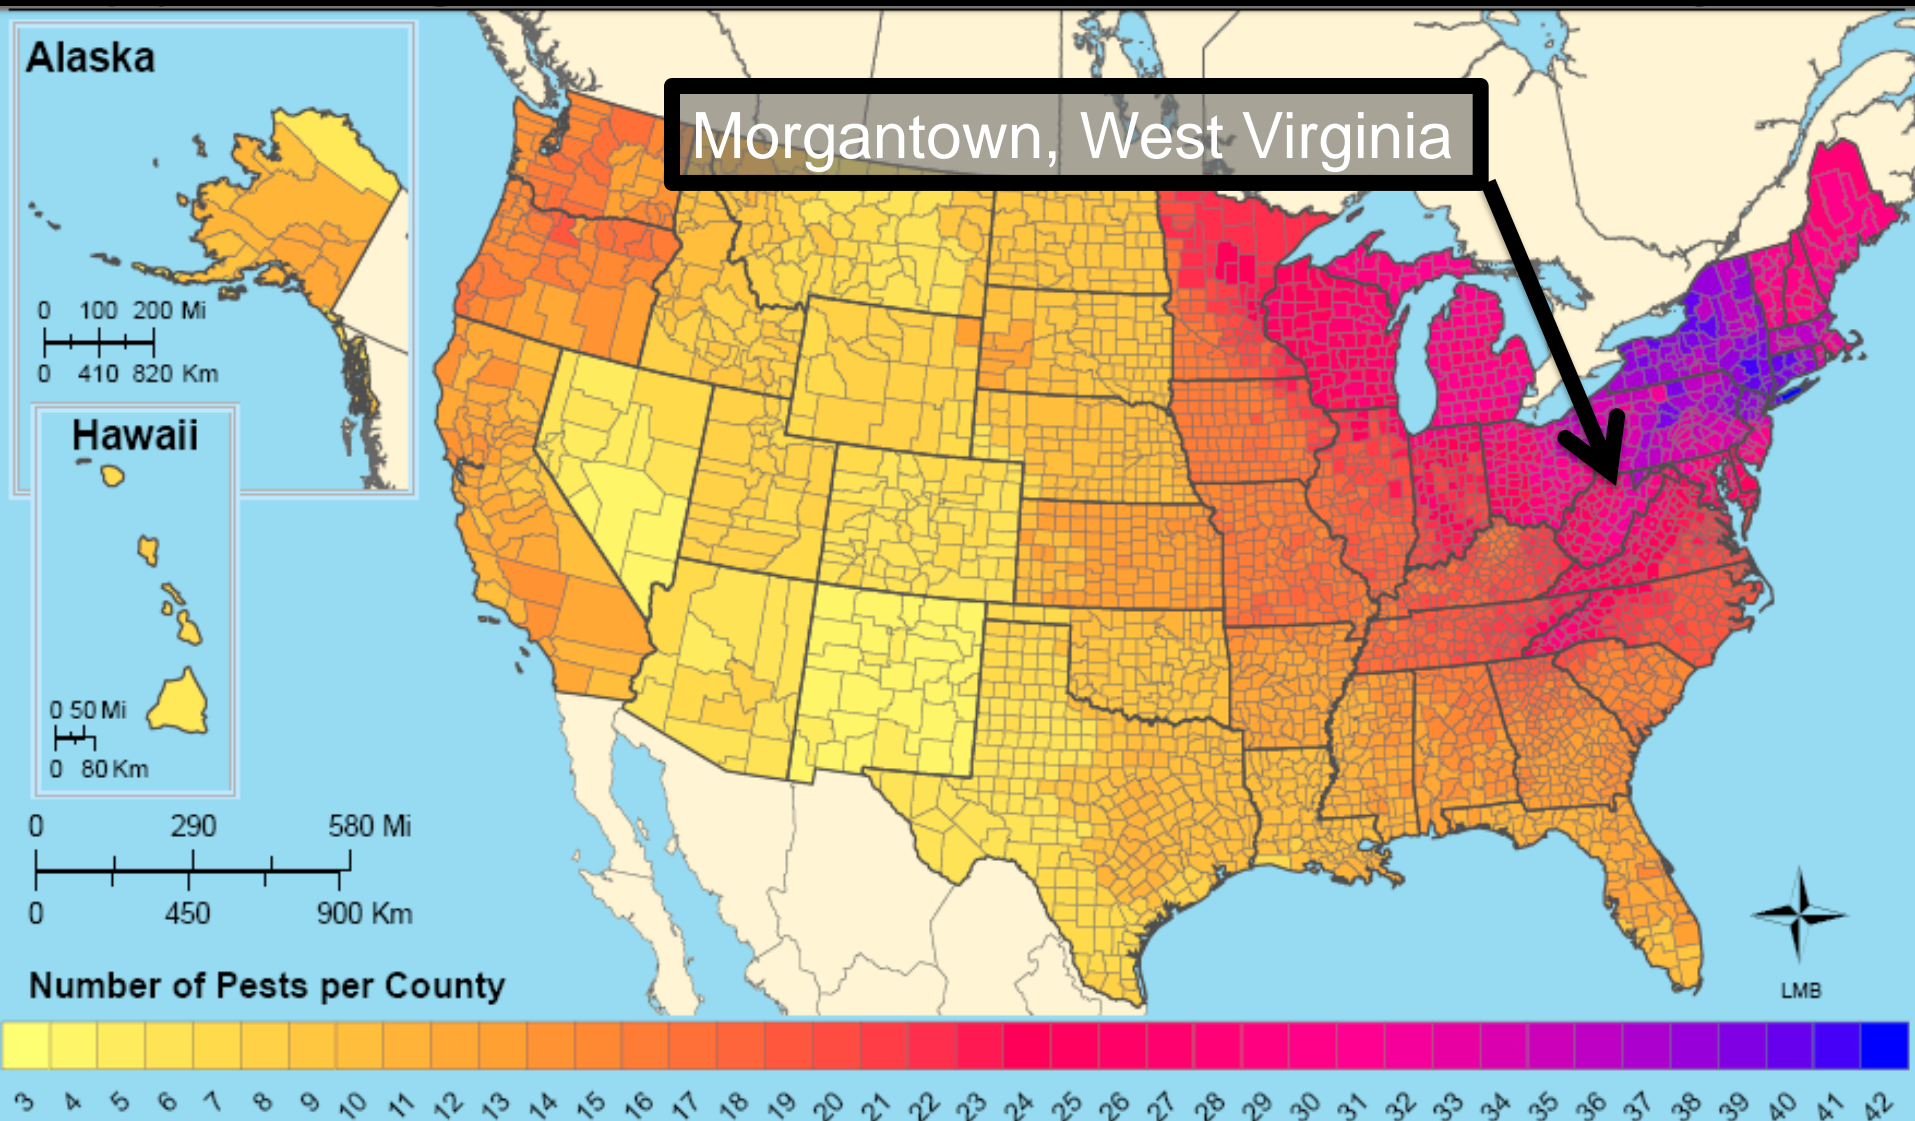 Alaska
Morgantown, West Virginia
0 100 200 Mi
0 410 820 Km
Hawaii
0 50 Mi
0 80 Km
0 290 580 Mi
0 450 900 Km
LMB
Number of Pests per County
3 4 5 6 7 8 9 10 11 12 13 14 15 16 17 18 19 20 21 22 23 24 25 26 27 28 29 30 31 32 33 34 35 36 37 38 39 40 41 42